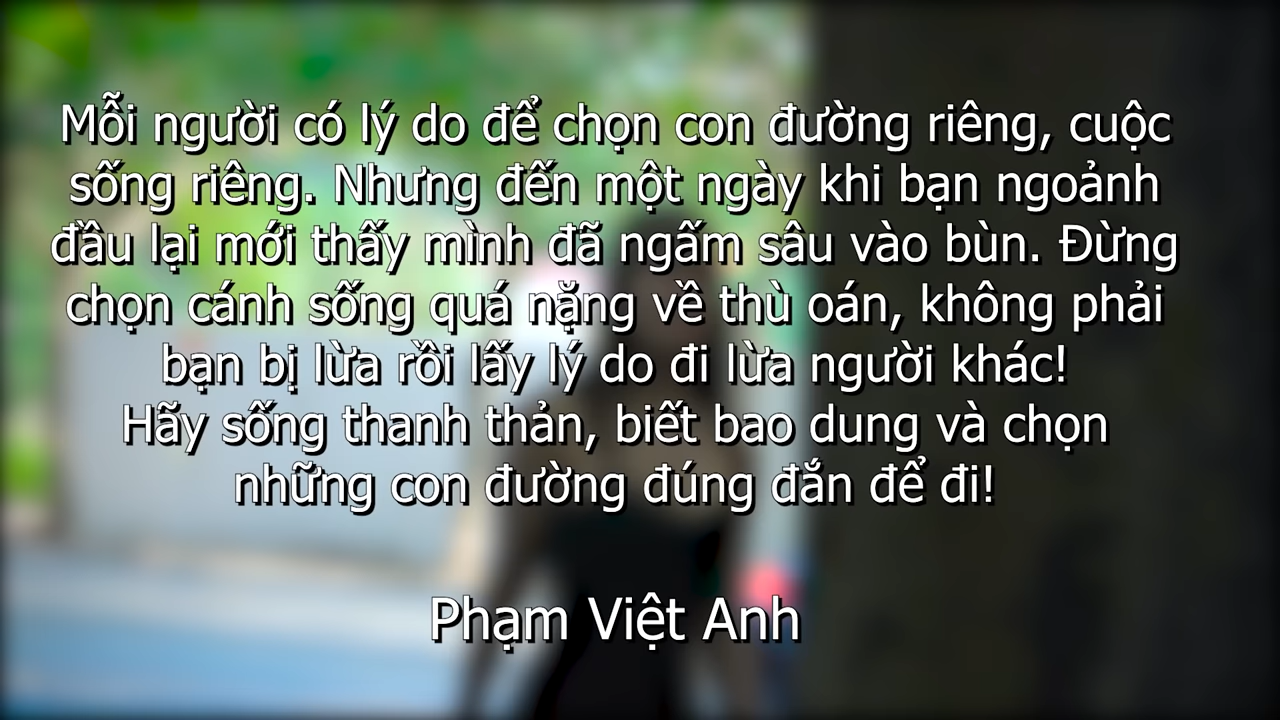 Mỗi người có lý do để chọn con đường riêng, cuộc
sống riêng. Nhưng đến một ngày khi bạn ngoảnh
đầu lại mới thấy mình đã ngấm sâu vào bùn. Đừng
chọn cánh sống quá nặng về thù oán, không phải
bạn bị lừa rồi lấy lý do đi lừa người khác!
Hãy sống thanh thản, biết bao dung và chọn
những con đường đúng đắn để đi!
Phạm Việt Anh